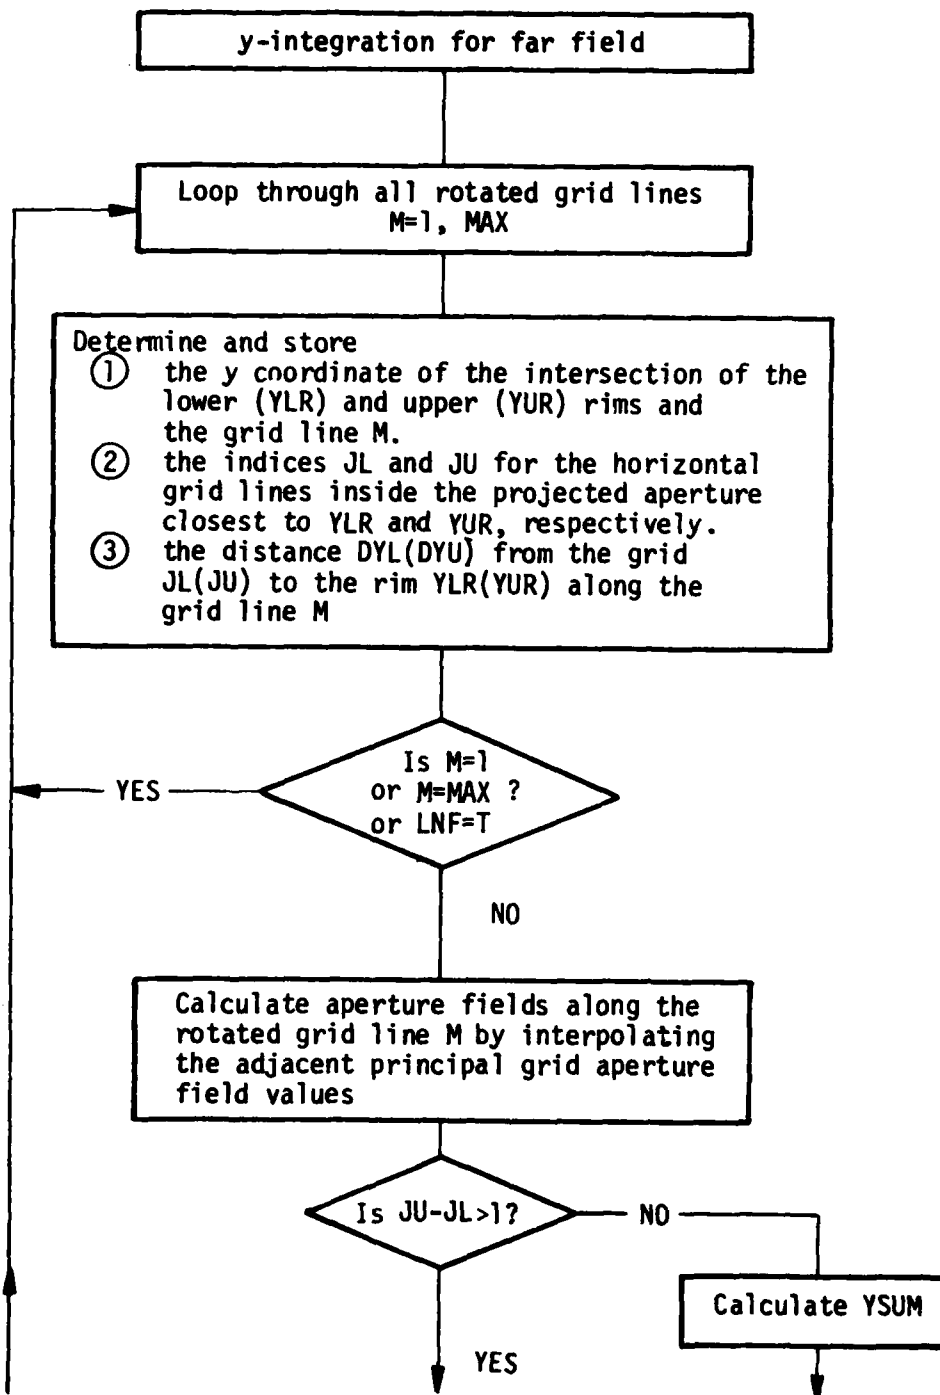 y-integration for far field
Loop through all rotated grid lines
M=1, MAX
Determine and store
① the y coordinate of the intersection of the
lower (YLR) and upper (YUR) rims and
the grid line M.
② the indices JL and JU for the horizontal
grid lines inside the projected aperture
closest to YLR and YUR, respectively.
③ the distance DYL(DYU) from the grid
JL(JU) to the rim YLR(YUR) along the
grid line M
Is M=1
or M=MAX ?
or LNF=T
YES
NO
Calculate aperture fields along the
rotated grid line M by interpolating
the adjacent principal grid aperture
field values
Is JU-JL>1?
NO
Calculate YSUM
YES